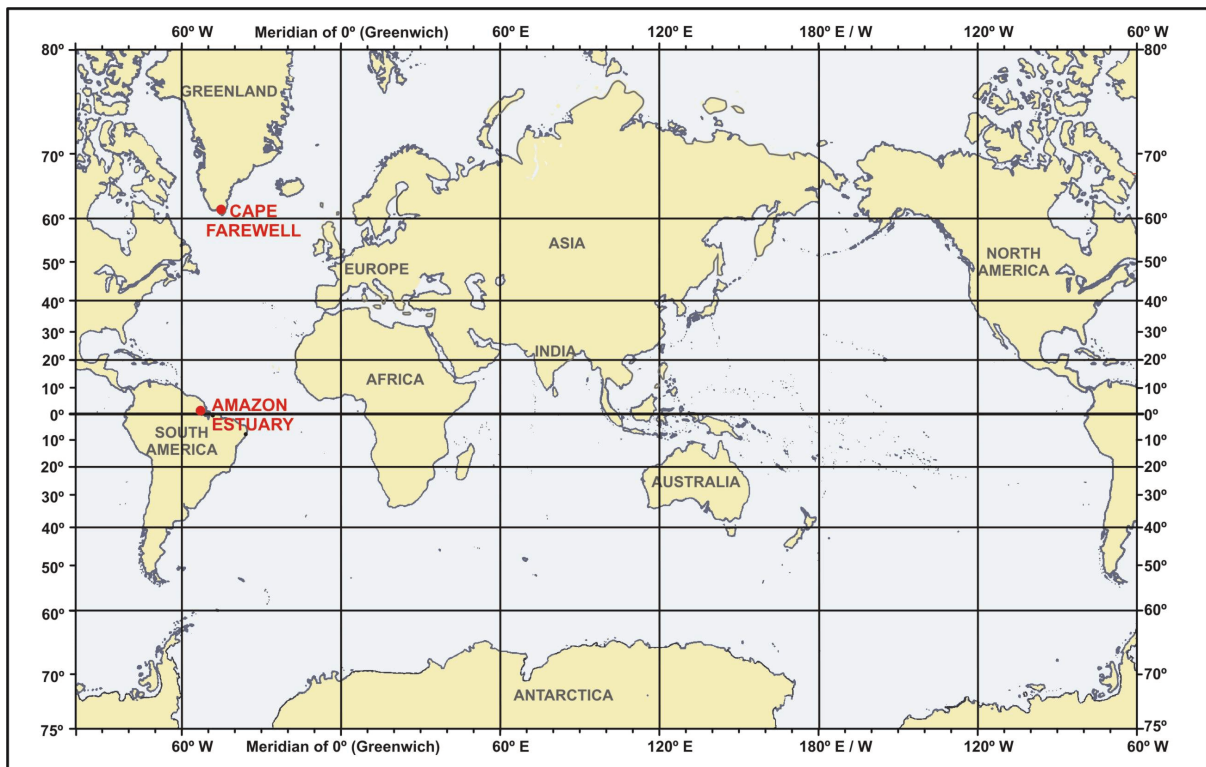 60º W Meridian of 0º (Greenwich) 60º E 120º E 180º E / W 120º W 60º W
80º 80º
GREENLAND
70º 70º
CAPE
FAREWELL
60º 60º
ASIA
NORTH
AMERICA
50º 50º
EUROPE
40º 40º
30º 30º
INDIA
20º 20º
AFRICA
10º 10º
AMAZON
ESTUARY
0º 0º
SOUTH
AMERICA
10º 10º
20º 20º
AUSTRALIA
30º 30º
40º 40º
50º 50º
60º 60º
70º 70º
ANTARCTICA
75º 75º
60º W Meridian of 0º (Greenwich) 60º E 120º E 180º E / W 120º W 60º W